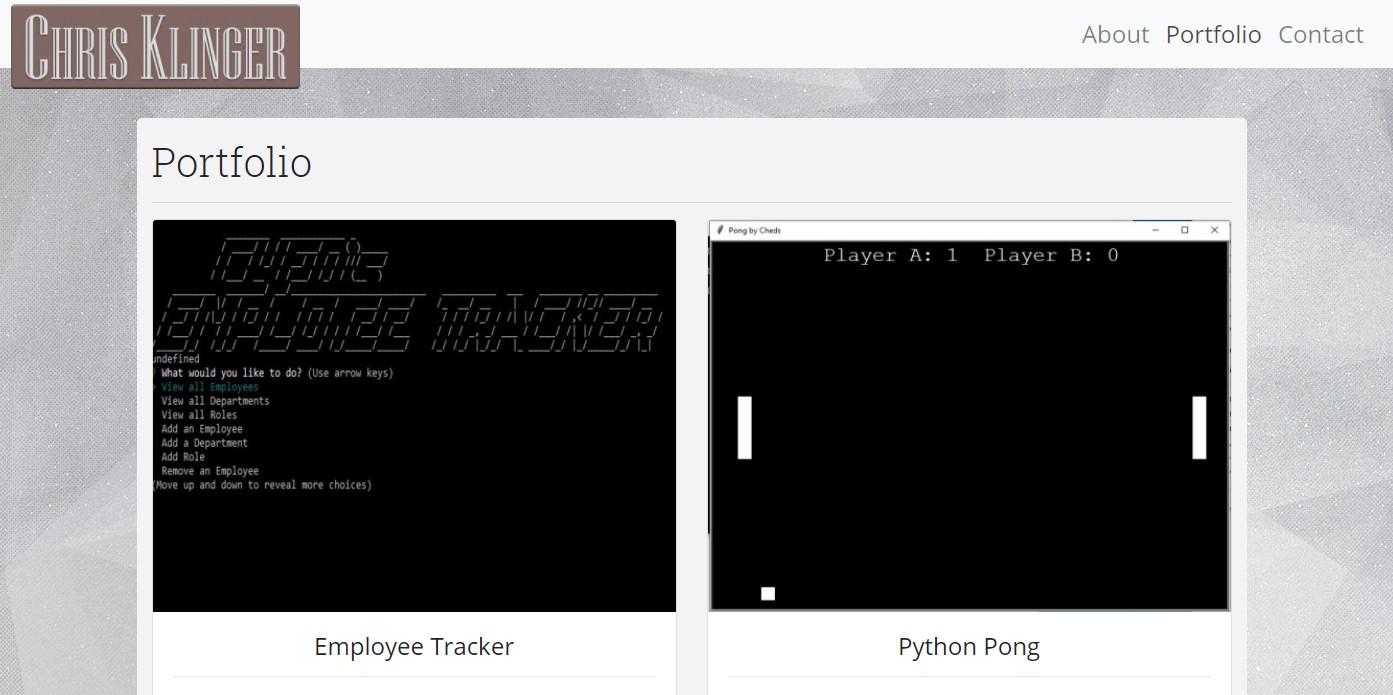 CHRIS KLINGER
About Portfolio Contact
Portfolio
EMPLOYEE TRACKER
undefined
? What would you like to do? (Use arrow keys)
> View all Employees
View all Departments
View all Roles
Add an Employee
Add a Department
Add Role
Remove an Employee
(Move up and down to reveal more choices)
Employee Tracker
Pong by Cheds
Player A: 1 Player B: 0
Python Pong